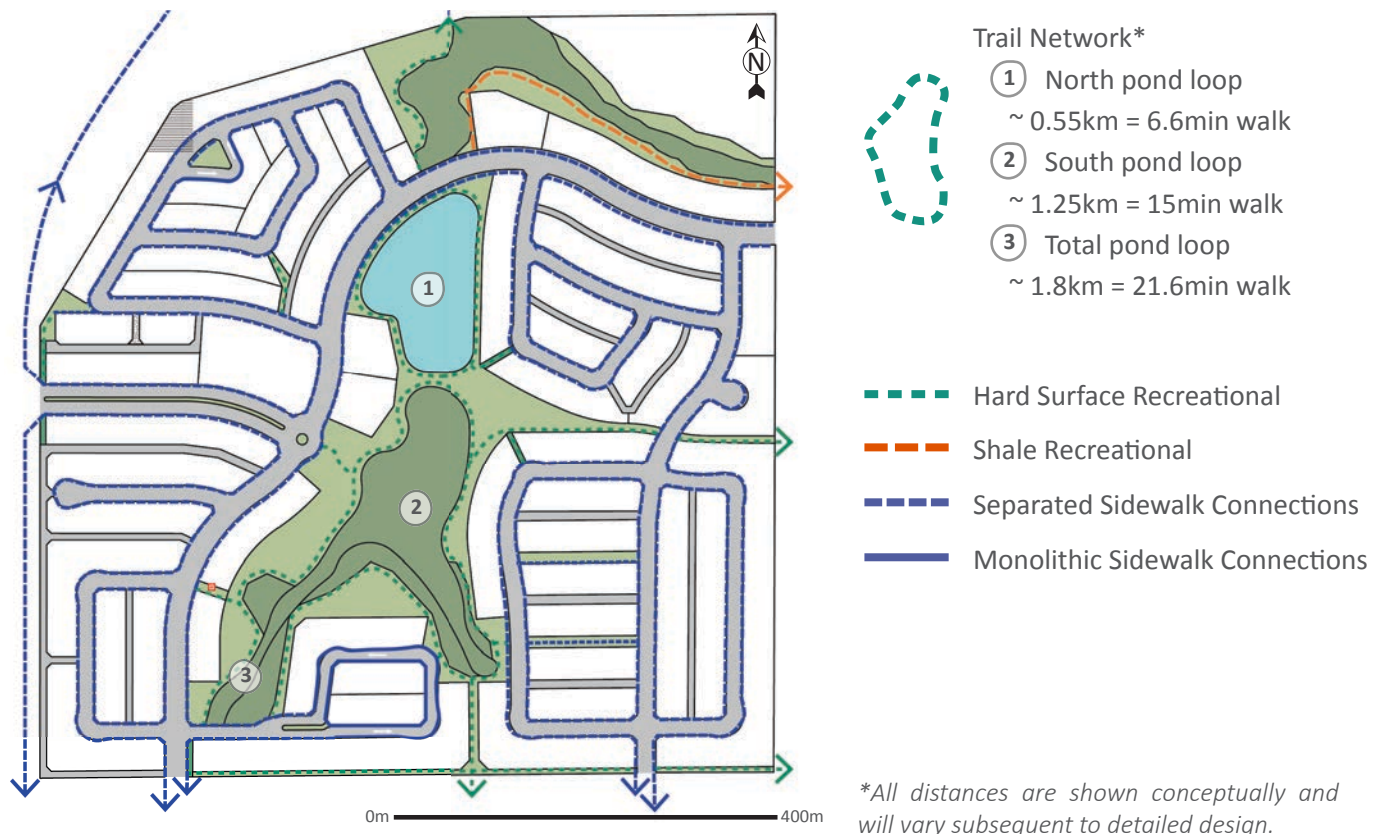 N
1
2
3
0m
400m
Trail Network*
1 North pond loop
~ 0.55km = 6.6min walk
2 South pond loop
~ 1.25km = 15min walk
3 Total pond loop
~ 1.8km = 21.6min walk
Hard Surface Recreational
Shale Recreational
Separated Sidewalk Connections
Monolithic Sidewalk Connections
*All distances are shown conceptually and
will vary subsequent to detailed design.